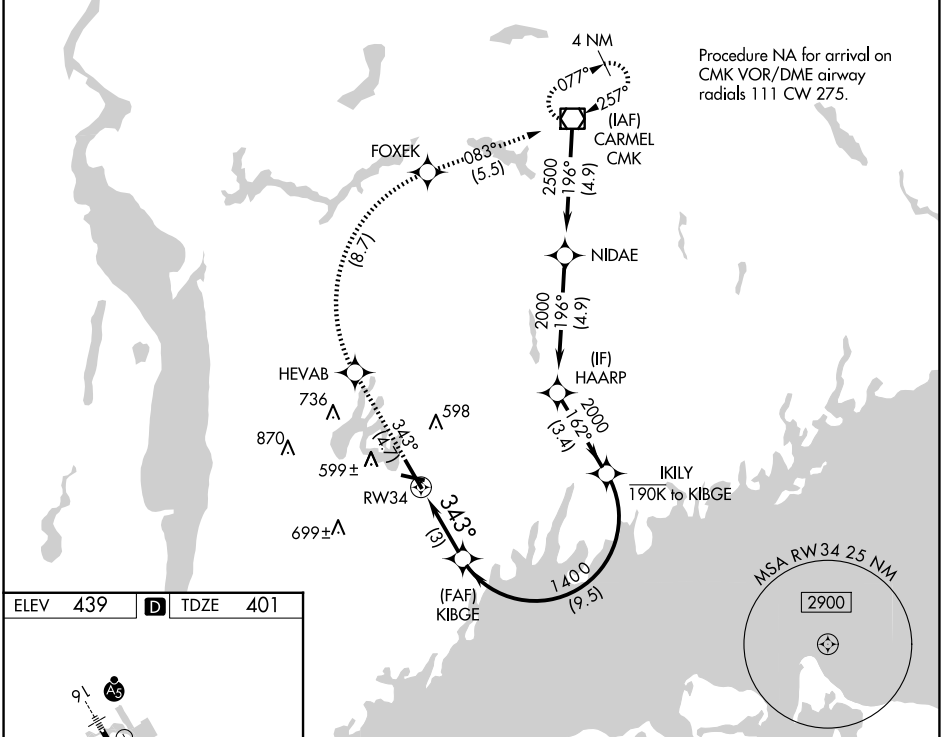 4 NM
077°
257°
Procedure NA for arrival on
CMK VOR/DME airway
radials 111 CW 275.
(IAF)
CARMEL
CMK
FOXEK
083°
(5.5)
2500
196°
(4.9)
(8.7)
NIDAE
2000
196°
(4.9)
(IF)
HAARP
HEVAB
736
598
870
343°
(4.7)
599±
2000
162°
(3.4)
IKILY
190K to KIBGE
RW34
343°
(3)
699±
1400
(9.5)
(FAF)
KIBGE
MSA RW34 25 NM
2900
ELEV 439 D TDZE 401
16
A5